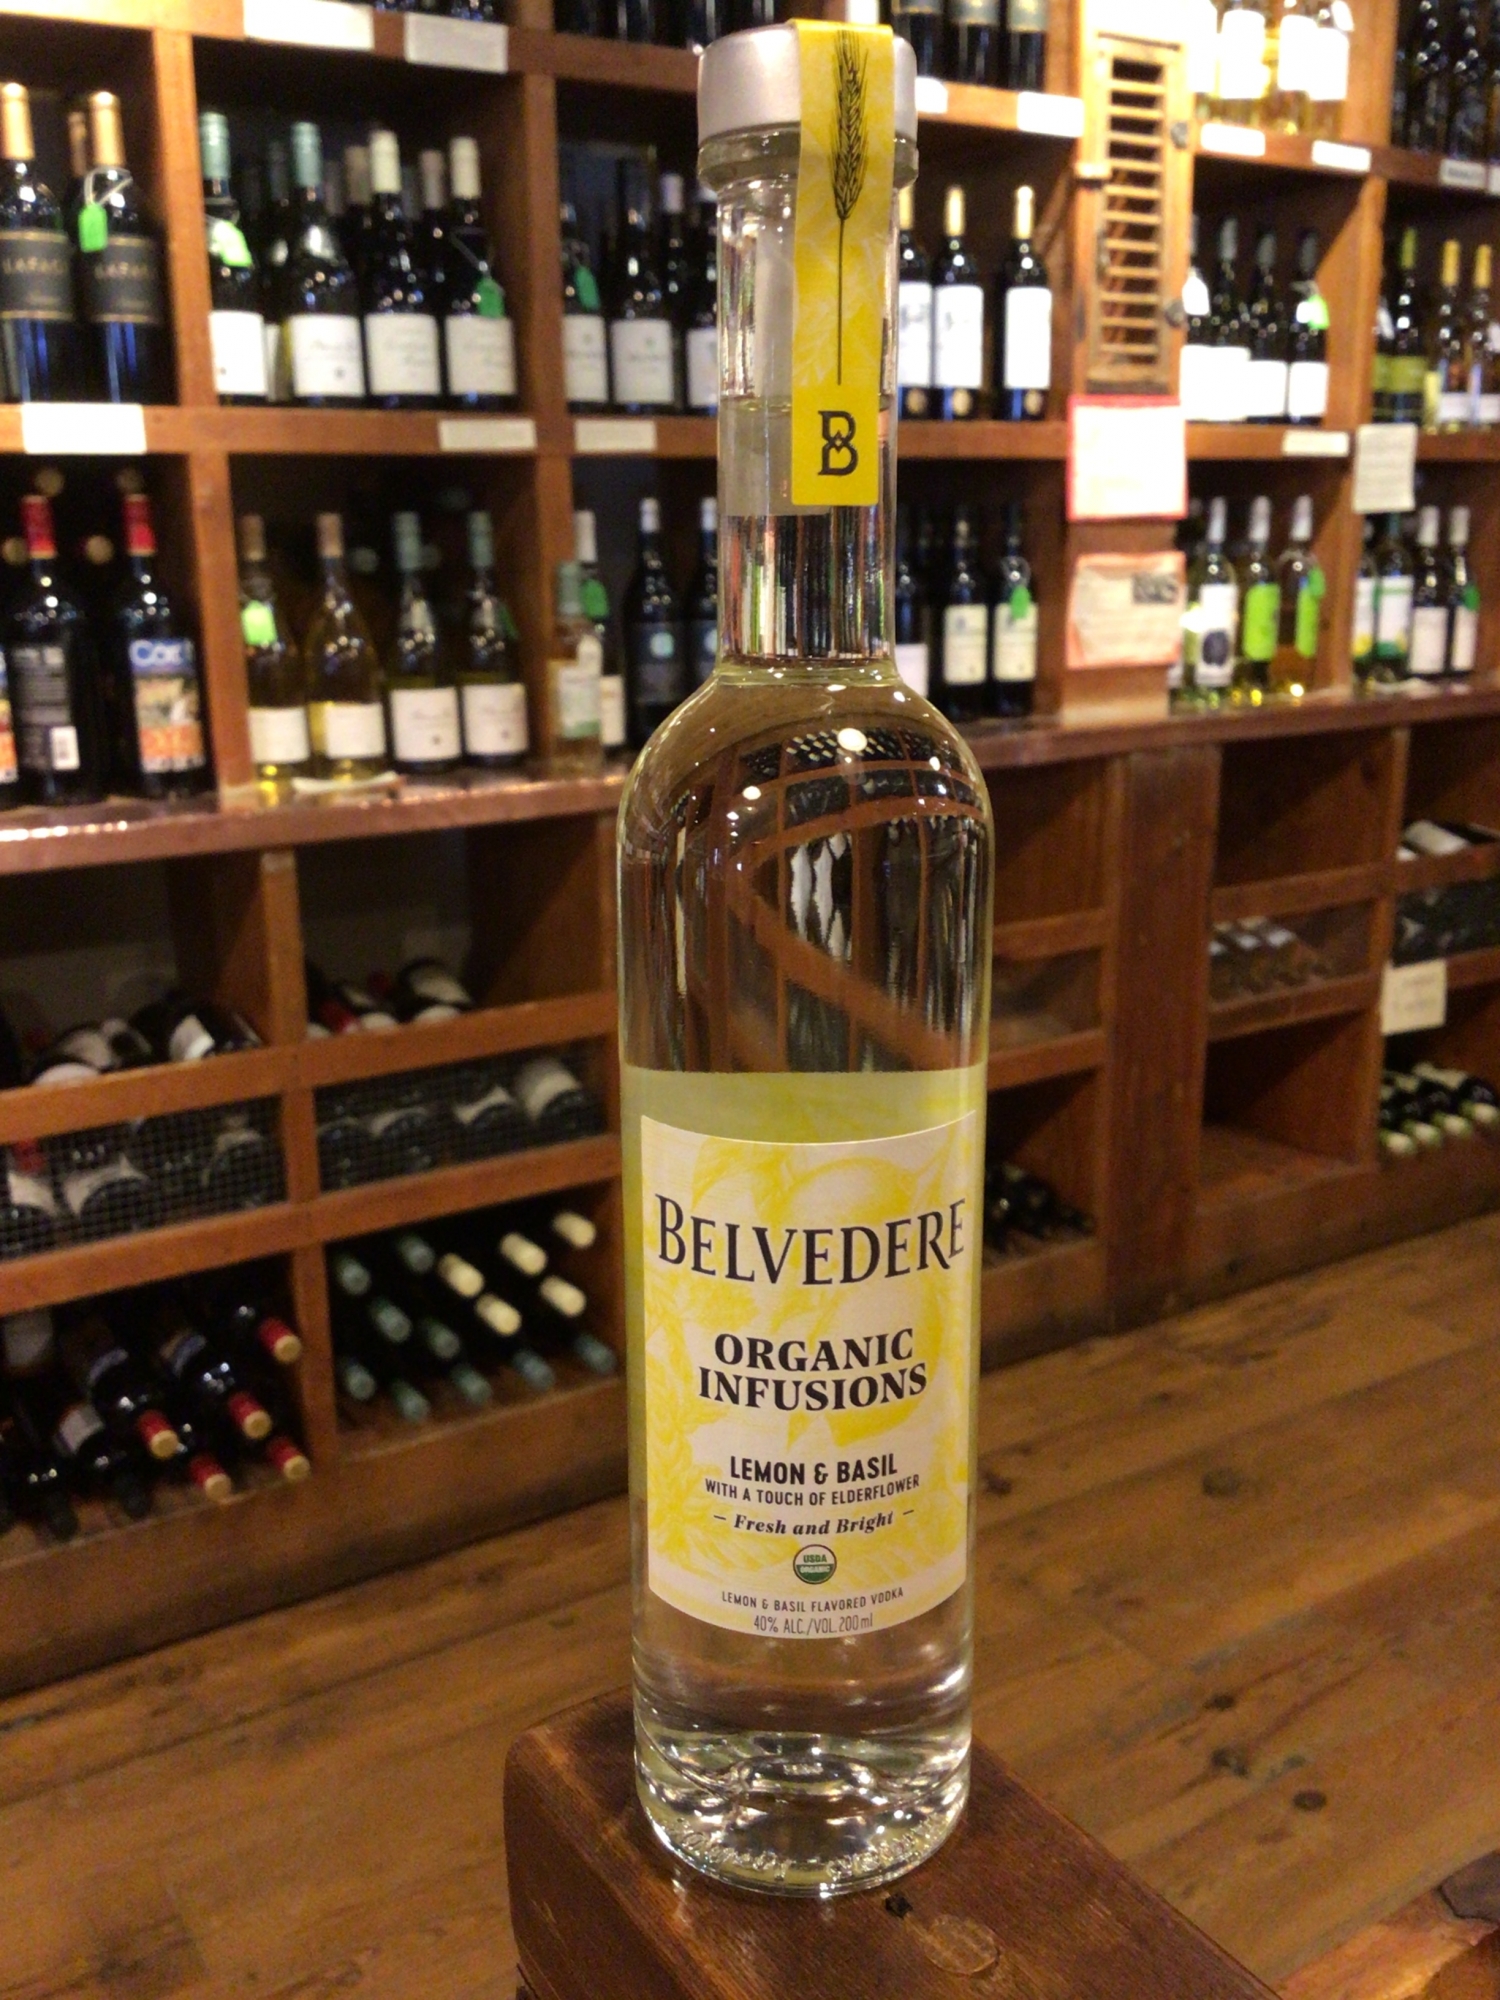 B
BELVEDERE
ORGANIC
INFUSIONS
LEMON & BASIL
WITH A TOUCH OF ELDERFLOWER
– Fresh and Bright –
USDA
ORGANIC
LEMON & BASIL FLAVORED VODKA
40% ALC./VOL. 200ml